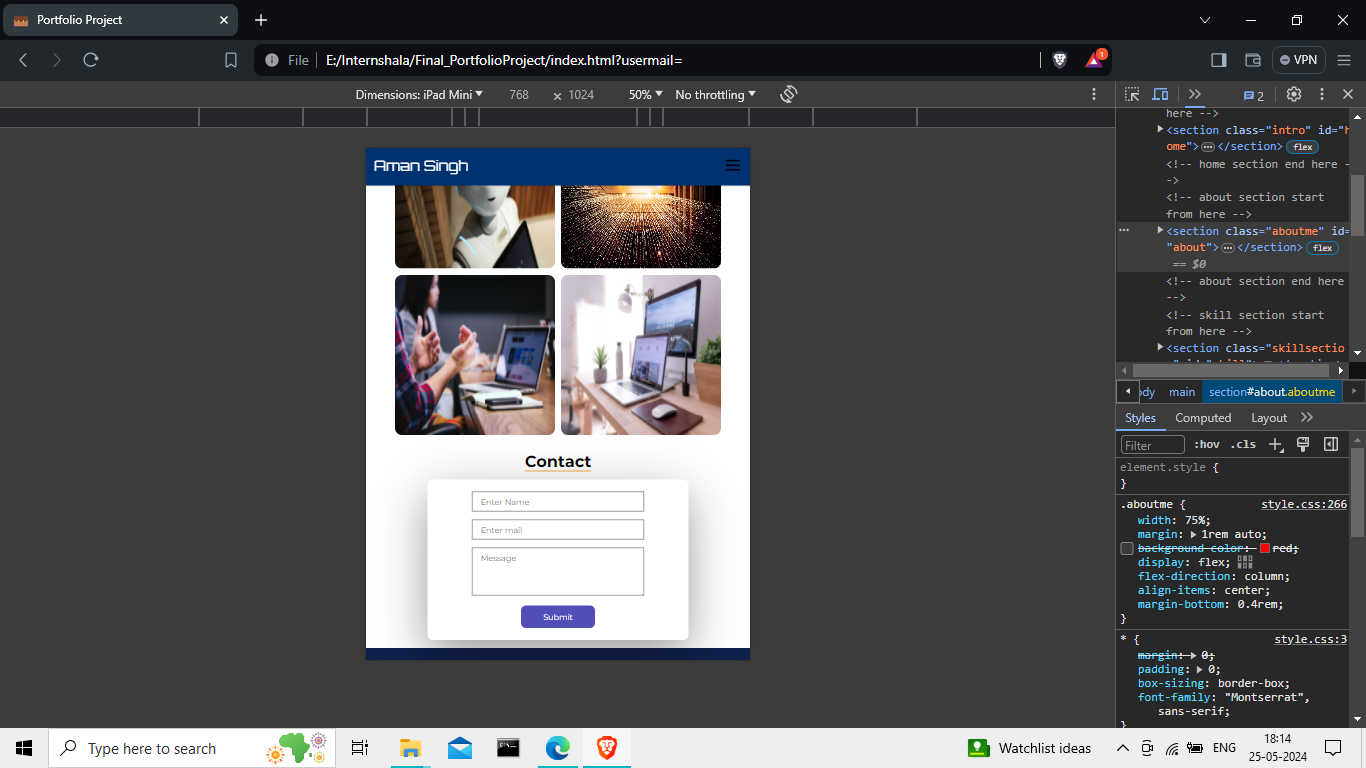 Portfolio Project
File
E:/Internshala/Final_PortfolioProject/index.html?usermail=
1
VPN
Dimensions: iPad Mini
768
×
1024
50%
No throttling
2
Aman Singh
Contact
Enter Name
Enter mail
Message
Submit
here -->
<section class="intro" id="h
ome"> </section> flex
<!-- home section end here -
->
<!-- about section start
from here -->
<section class="aboutme" id=
"about"> </section> flex
== $0
<!-- about section end here
-->
<!-- skill section start
from here -->
<section class="skillsectio
ody main section#about.aboutme
Styles Computed Layout
Filter :hov .cls
element.style {
}
.aboutme { style.css:266
width: 75%;
margin: 1rem auto;
background-color: red;
display: flex;
flex-direction: column;
align-items: center;
margin-bottom: 0.4rem;
}
* { style.css:3
margin: 0;
padding: 0;
box-sizing: border-box;
font-family: "Montserrat",
sans-serif;
}
Type here to search
Watchlist ideas
ENG
18:14
25-05-2024